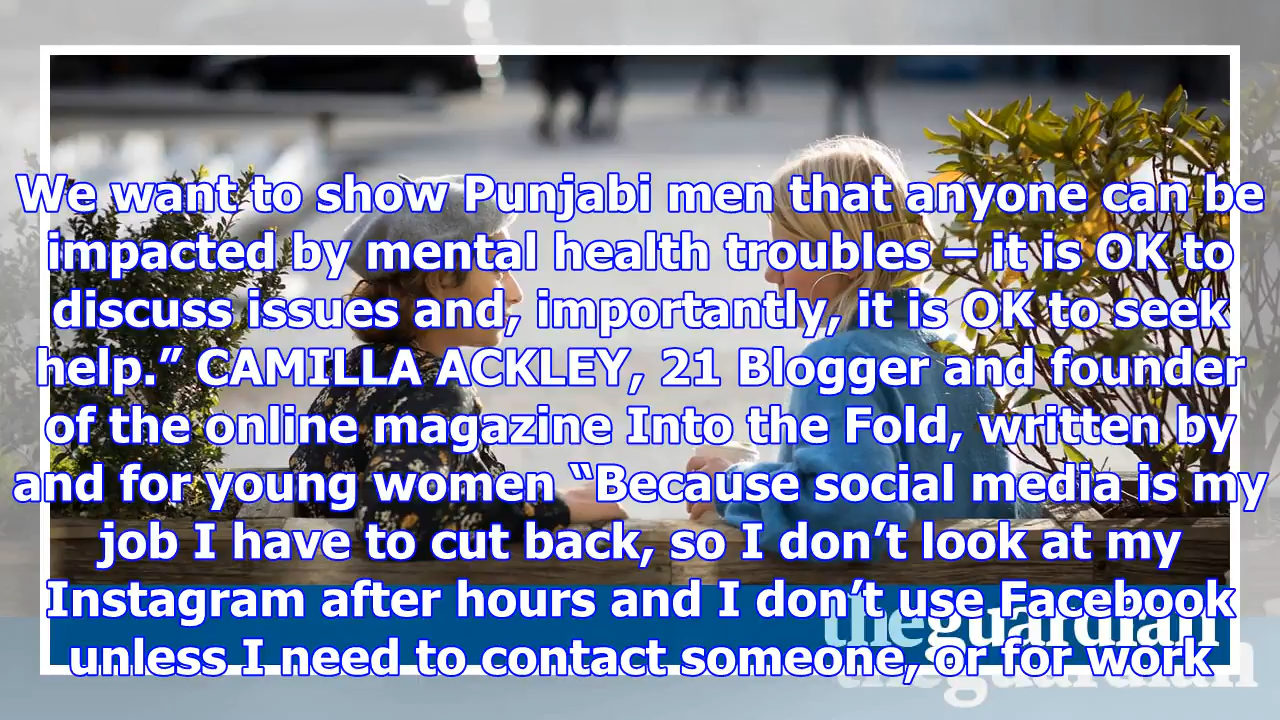 We want to show Punjabi men that anyone can be
impacted by mental health troubles – it is OK to
discuss issues and, importantly, it is OK to seek
help.” CAMILLA ACKLEY, 21 Blogger and founder
of the online magazine Into the Fold, written by
and for young women “Because social media is my
job I have to cut back, so I don’t look at my
Instagram after hours and I don’t use Facebook
unless I need to contact someone, or for work
theguardian
theguardian